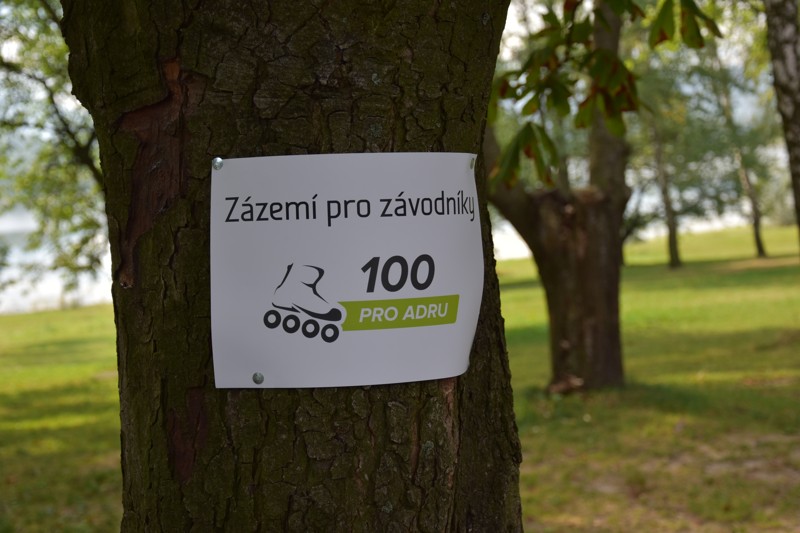 Zázemí pro závodníky
100
PRO ADRU